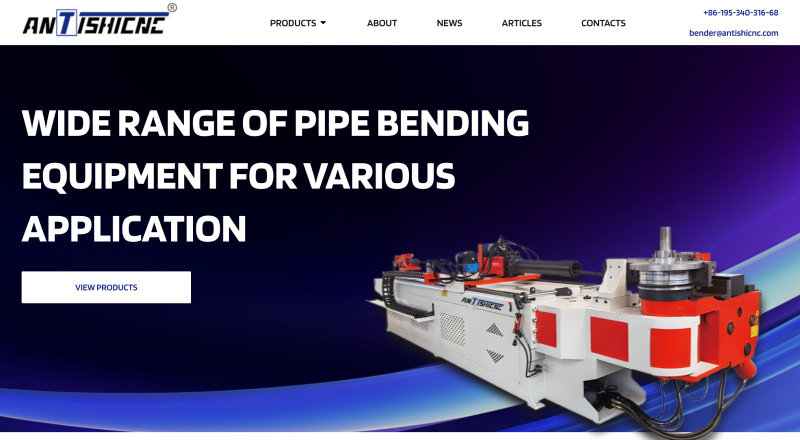 ANTISHICNC®
PRODUCTS
ABOUT
NEWS
ARTICLES
CONTACTS
+86-195-340-316-68
bender@antishicnc.com
WIDE RANGE OF PIPE BENDING
EQUIPMENT FOR VARIOUS
APPLICATION
VIEW PRODUCTS
ANTISHICNC